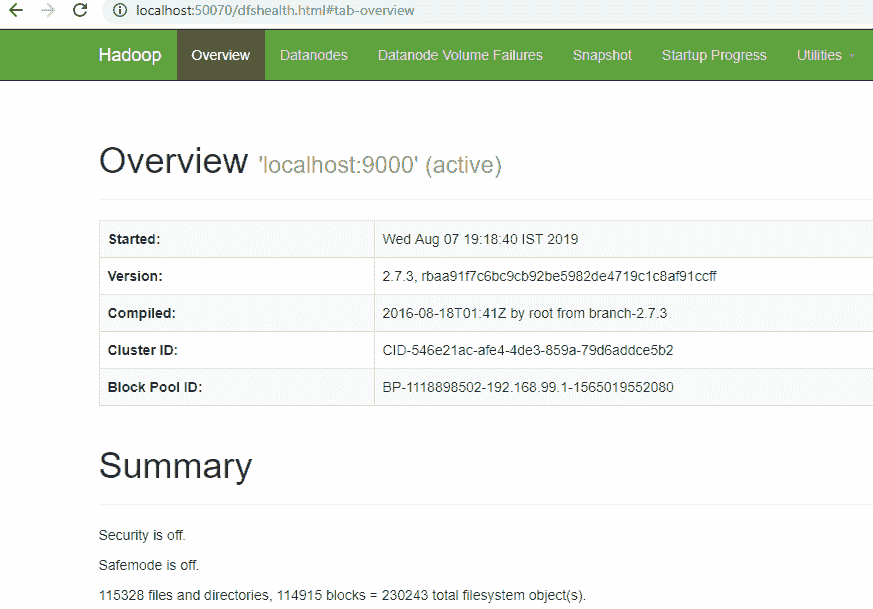 localhost:50070/dfshealth.html#tab-overview
Hadoop Overview Datanodes Datanode Volume Failures Snapshot Startup Progress Utilities
Overview 'localhost:9000' (active)
Started: Wed Aug 07 19:18:40 IST 2019
Version: 2.7.3, rbaa91f7c6bc9cb92be5982de4719c1c8af91ccff
Compiled: 2016-08-18T01:41Z by root from branch-2.7.3
Cluster ID: CID-546e21ac-afe4-4de3-859a-79d6addce5b2
Block Pool ID: BP-1118898502-192.168.99.1-1565019552080
Summary
Security is off.
Safemode is off.
115328 files and directories, 114915 blocks = 230243 total filesystem object(s).